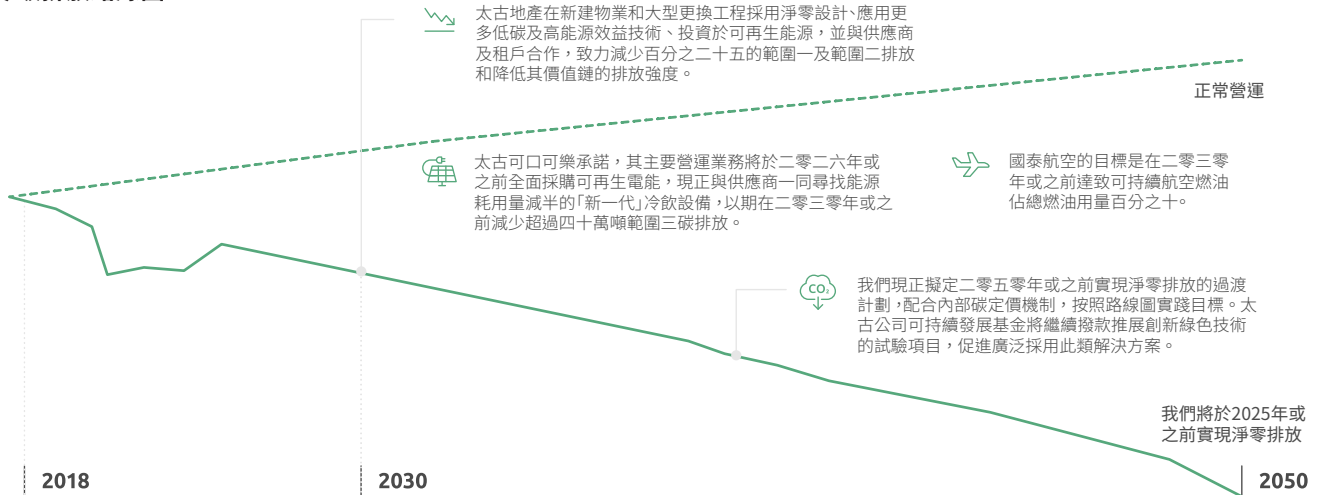 太古地產在新建物業和大型更換工程採用淨零設計、應用更
多低碳及高能源效益技術、投資於可再生能源，並與供應商
及租戶合作，致力減少百分之二十五的範圍一及範圍二排放
和降低其價值鏈的排放強度。
正常營運
太古可口可樂承諾，其主要營運業務將於二零二六年或
之前全面採購可再生電能，現正與供應商一同尋找能源
耗用量減半的「新一代」冷飲設備，以期在二零三零年或之
前減少超過四十萬噸範圍三碳排放。
國泰航空的目標是在二零三零
年或之前達致可持續航空燃油
佔總燃油用量百分之十。
CO₂
我們現正擬定二零五零年或之前實現淨零排放的過渡
計劃，配合內部碳定價機制，按照路線圖實踐目標。太
古公司可持續發展基金將繼續撥款推展創新綠色技術
的試驗項目，促進廣泛採用此類解決方案。
我們將於2025年或
之前實現淨零排放
2018
2030
2050